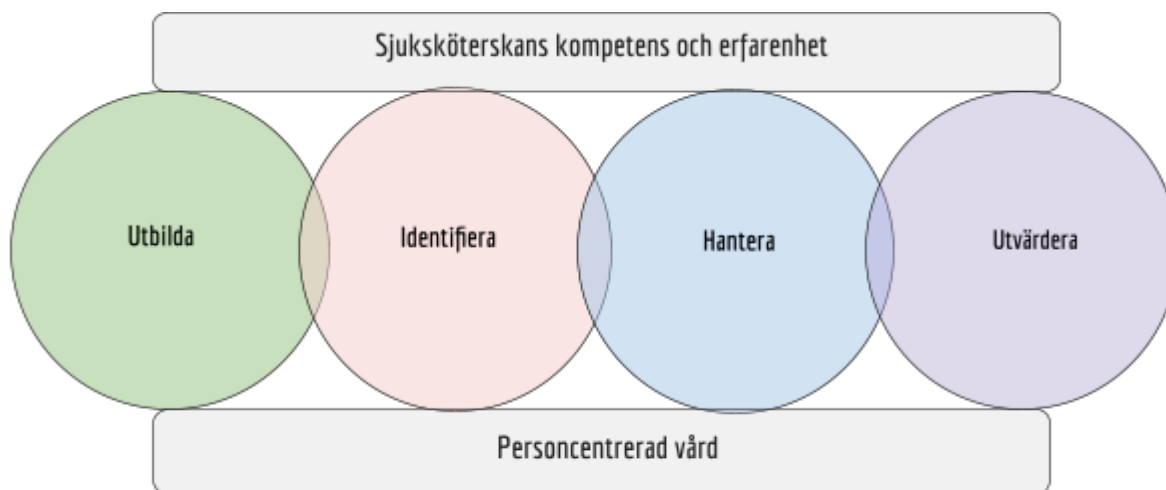 Sjuksköterskans kompetens och erfarenhet
Utbilda
Identifiera
Hantera
Utvärdera
Personcentrerad vård